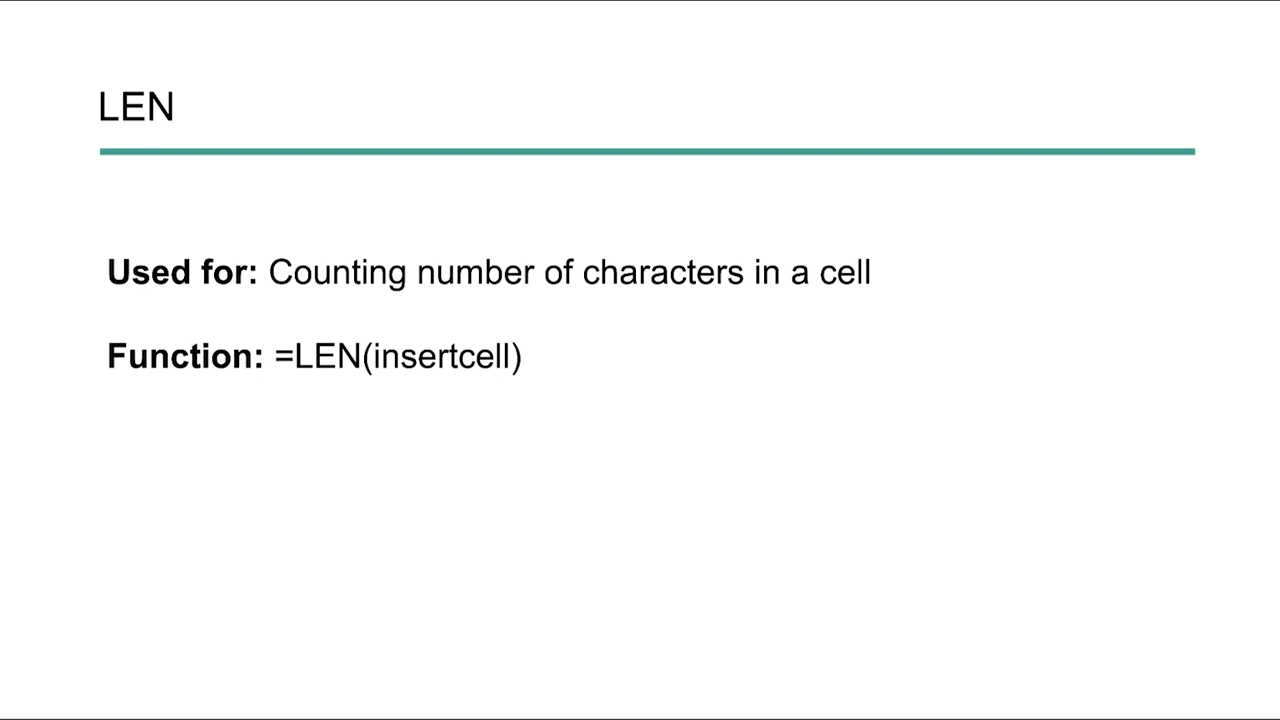 LEN
Used for: Counting number of characters in a cell
Function: =LEN(insertcell)